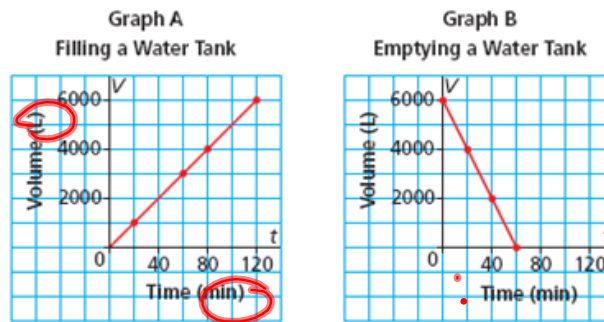 Graph A
Filling a Water Tank
V
6000
4000
2000
0
40
80
120
t
Volume (L)
Time (min)
Graph B
Emptying a Water Tank
V
6000
4000
2000
0
40
80
120
Volume (L)
Time (min)